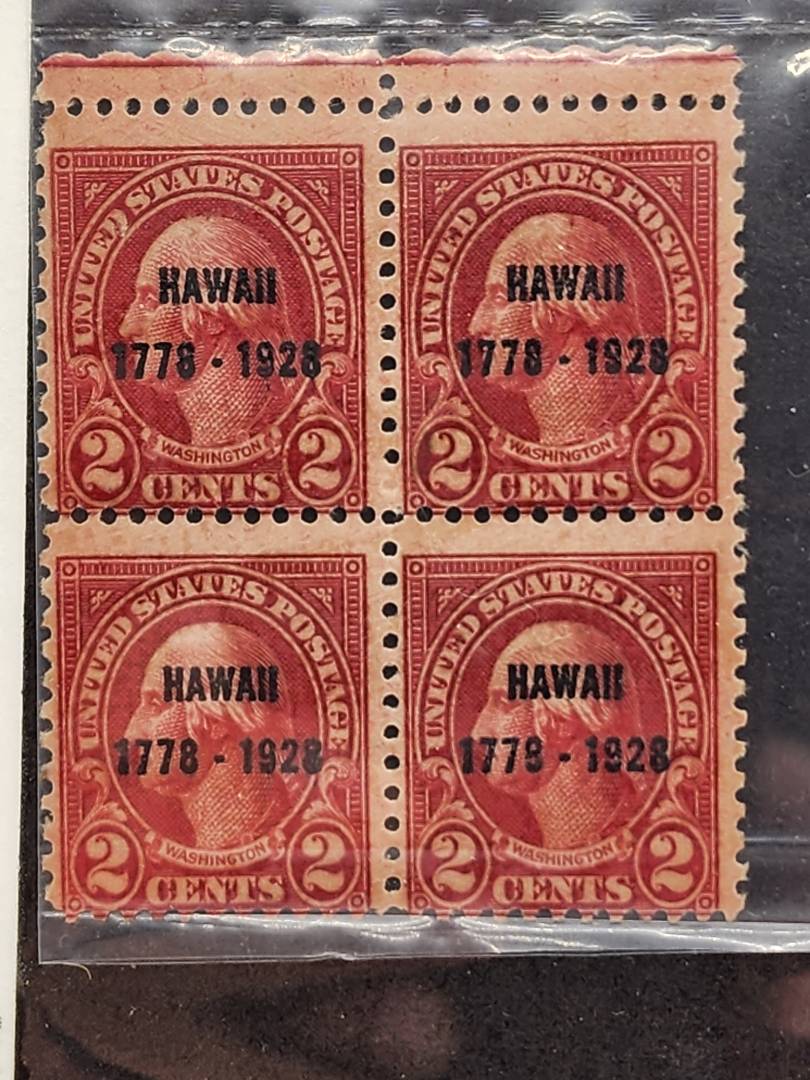 UNITED STATES POSTAGE
HAWAII
1778 - 1928
WASHINGTON
2 CENTS 2
UNITED STATES POSTAGE
HAWAII
1778 - 1928
WASHINGTON
2 CENTS 2
UNITED STATES POSTAGE
HAWAII
1778 - 1928
WASHINGTON
2 CENTS 2
UNITED STATES POSTAGE
HAWAII
1778 - 1928
WASHINGTON
2 CENTS 2